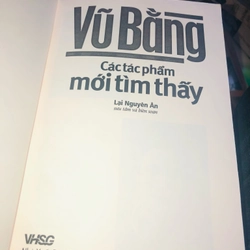 Vũ Bằng
Các tác phẩm
mới tìm thấy
Lại Nguyên Ân
sưu tầm và biên soạn
VHSG